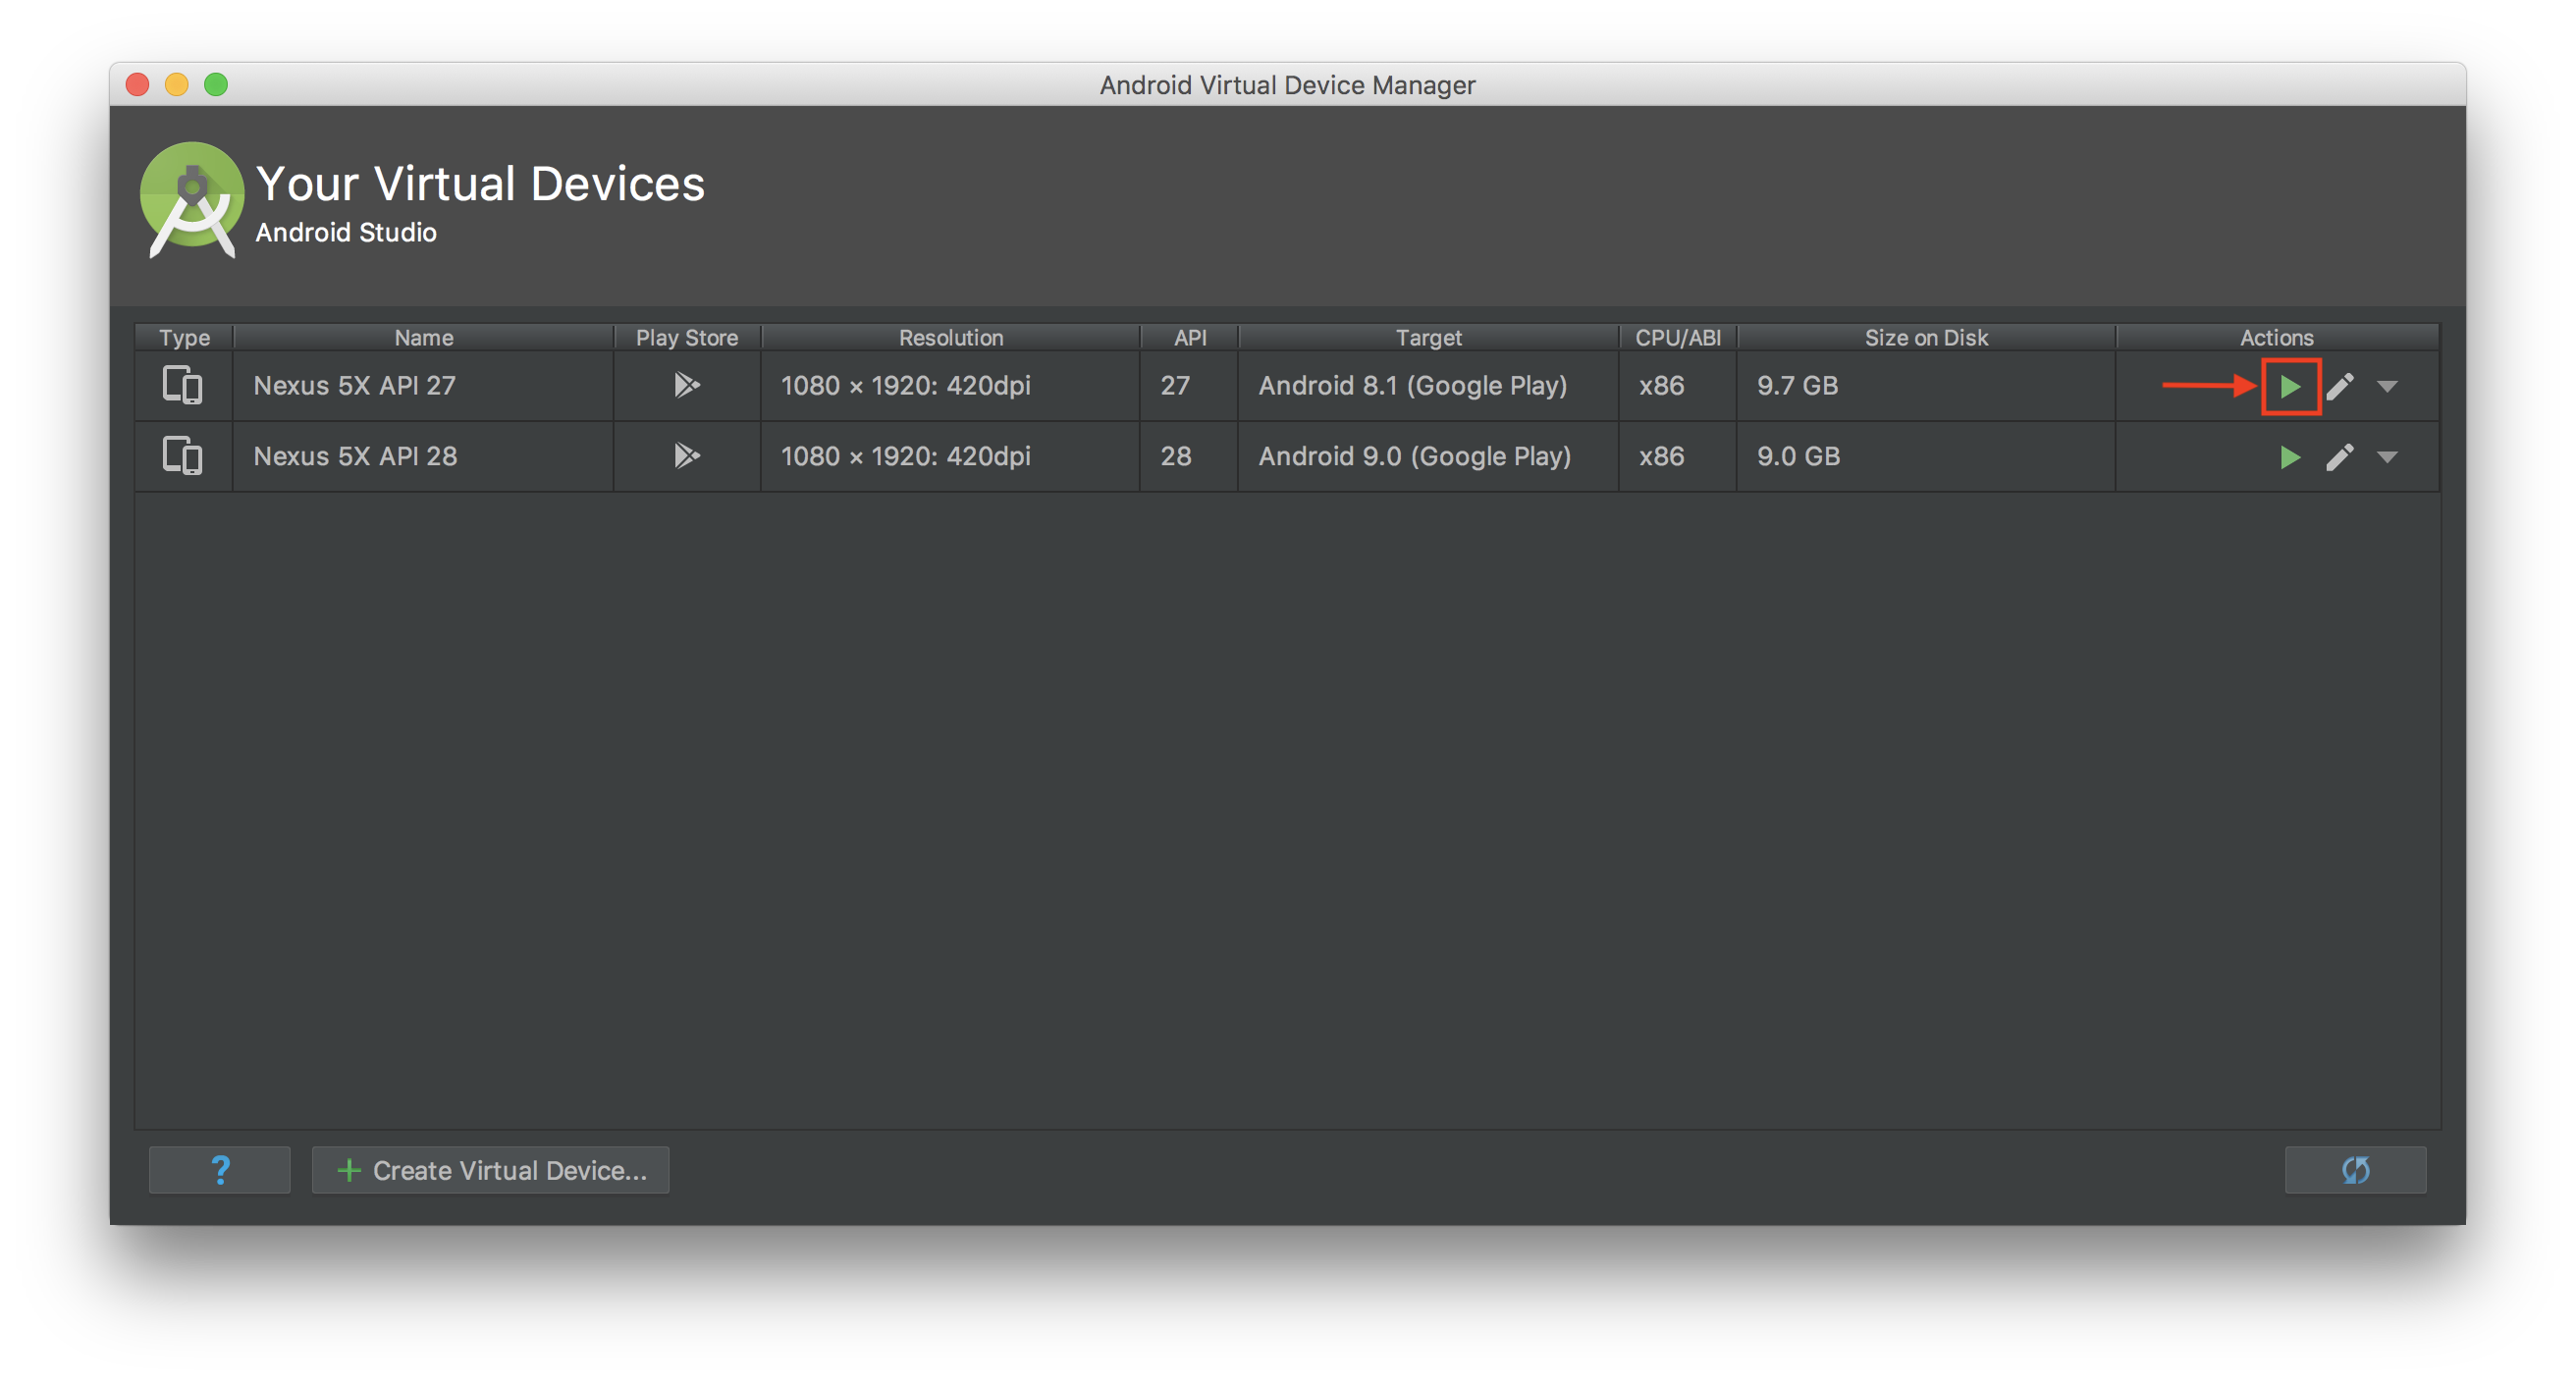 Android Virtual Device Manager
Your Virtual Devices
Android Studio
Type Name Play Store Resolution API Target CPU/ABI Size on Disk Actions
Nexus 5X API 27 1080 × 1920: 420dpi 27 Android 8.1 (Google Play) x86 9.7 GB
Nexus 5X API 28 1080 × 1920: 420dpi 28 Android 9.0 (Google Play) x86 9.0 GB
? + Create Virtual Device...